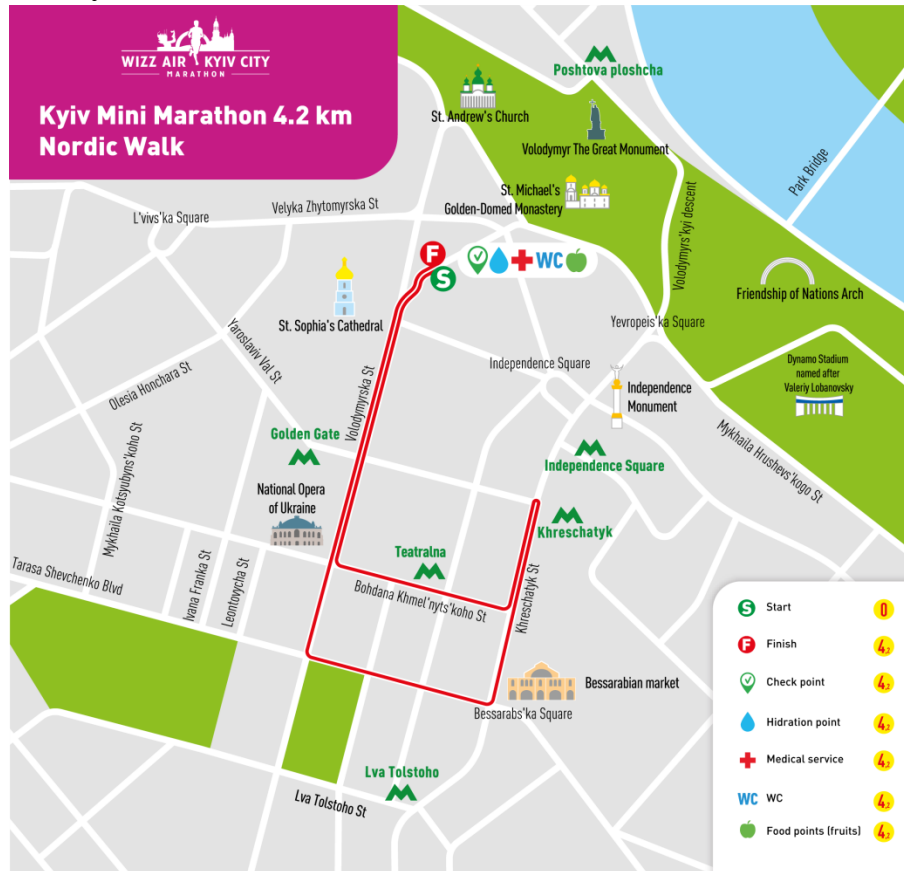 WIZZ AIR KYIV CITY
MARATHON
Kyiv Mini Marathon 4.2 km
Nordic Walk
Poshtova ploshcha
St. Andrew's Church
Volodymyr The Great Monument
St. Michael's
Golden-Domed Monastery
Park Bridge
Velyka Zhytomyrska St
L'vivs'ka Square
Volodymyrs'kyi descent
F
S
WC
Friendship of Nations Arch
St. Sophia's Cathedral
Yevropeis'ka Square
Yaroslaviv Val St
Independence Square
Dynamo Stadium
named after
Valeriy Lobanovsky
Olesia Honchara St
Volodymyrska St
Independence
Monument
Mykhaila Hrushevs'kogo St
Golden Gate
Independence Square
Mykhaila Kotsyubyns'koho St
National Opera
of Ukraine
Khreschatyk
Teatralna
Tarasa Shevchenko Blvd
Ivana Franka St
Leontovycha St
Bohdana Khmel'nyts'koho St
Khreschatyk St
Bessarabian market
Bessarabs'ka Square
Lva Tolstoho
Lva Tolstoho St
S Start 0
F Finish 4,2
Check point 4,2
Hidration point 4,2
Medical service 4,2
WC WC 4,2
Food points (fruits) 4,2